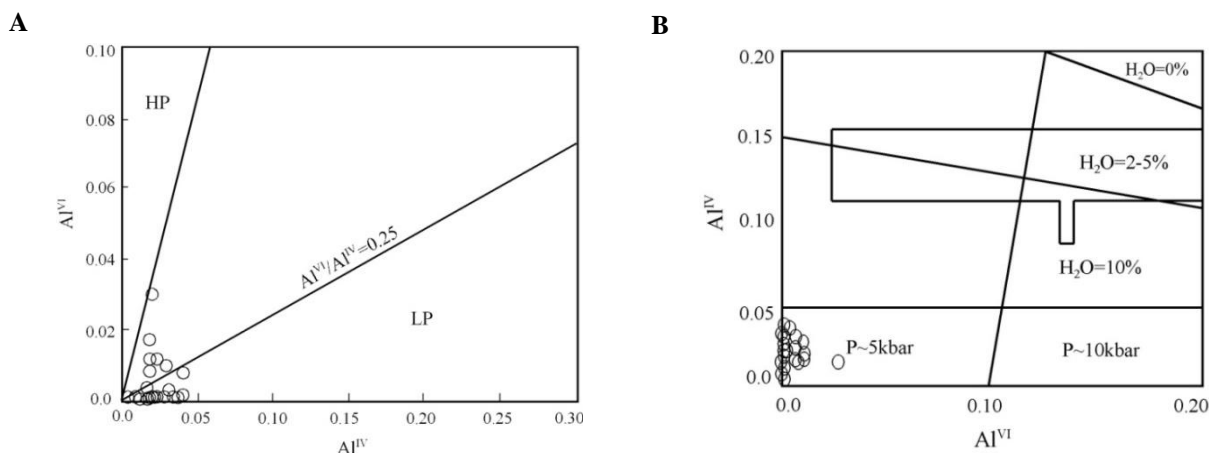 A
0.10
0.08
0.06
0.04
0.02
0.0
Al^VI
HP
Al^VI/Al^IV=0.25
LP
0.0
0.05
0.10
0.15
0.20
0.25
0.30
Al^IV
B
0.20
0.15
0.10
0.05
0.0
Al^IV
H₂O=0%
H₂O=2-5%
H₂O=10%
P~5kbar
P~10kbar
0.0
0.10
0.20
Al^VI